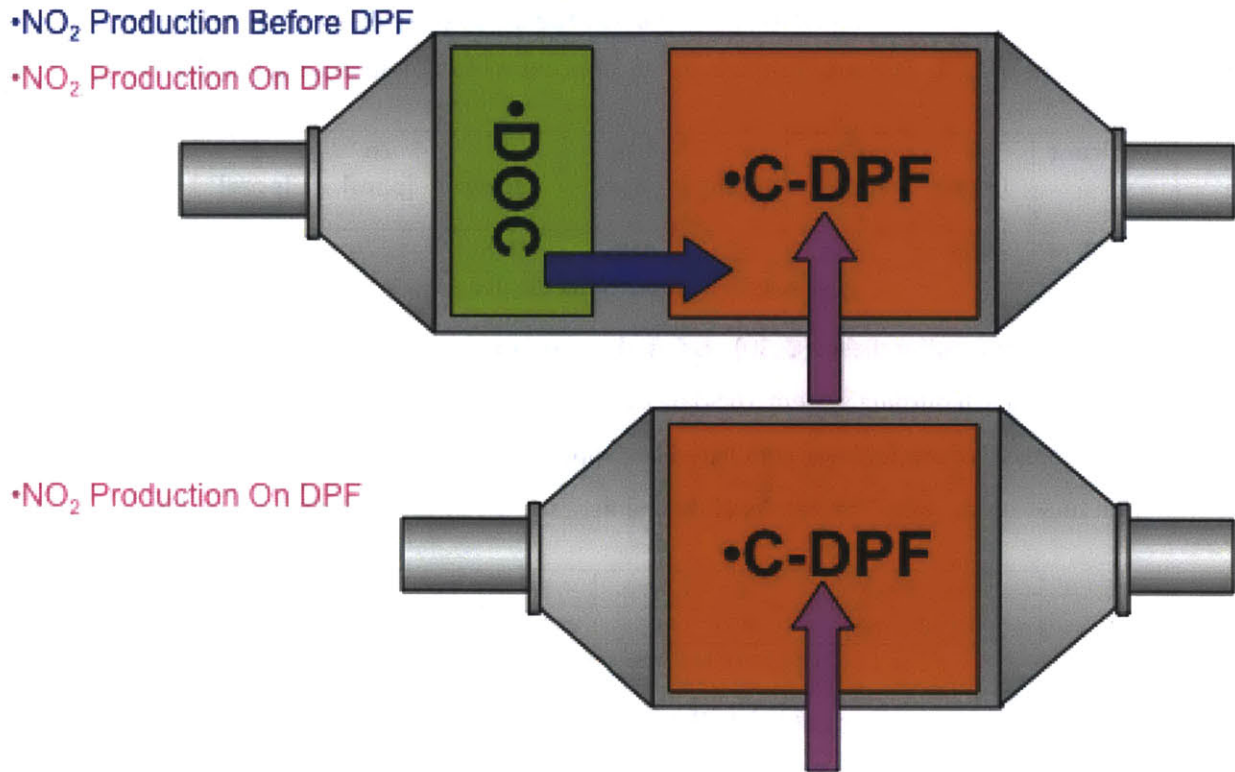 •NO₂ Production Before DPF
•NO₂ Production On DPF
•DOC
•C-DPF
•NO₂ Production On DPF
•C-DPF